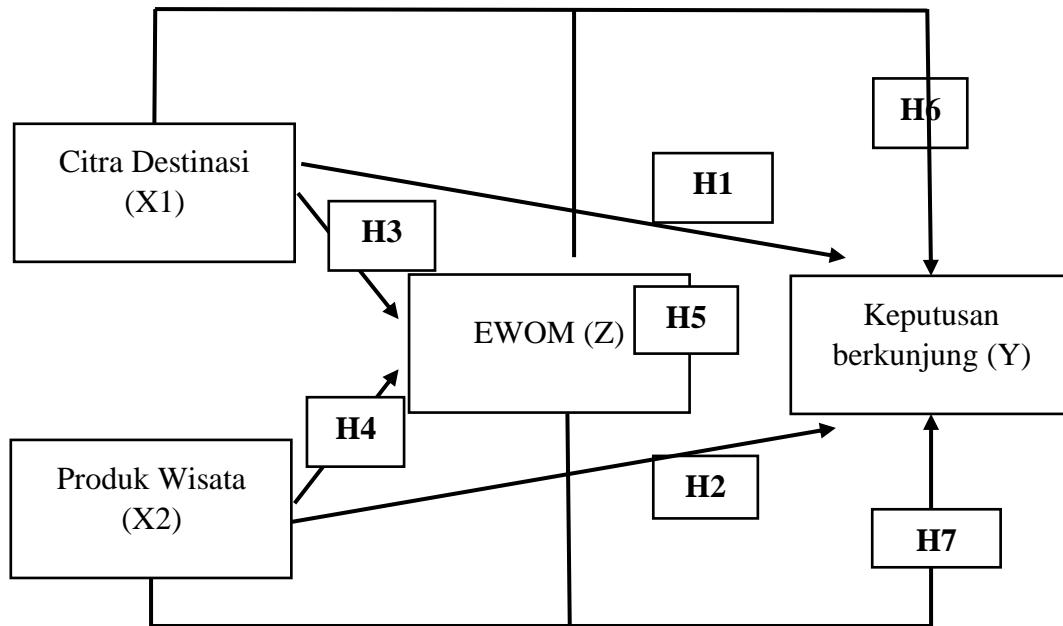 H6
Citra Destinasi
(X1)
H1
H3
EWOM (Z)
H5
Keputusan
berkunjung (Y)
H4
Produk Wisata
(X2)
H2
H7